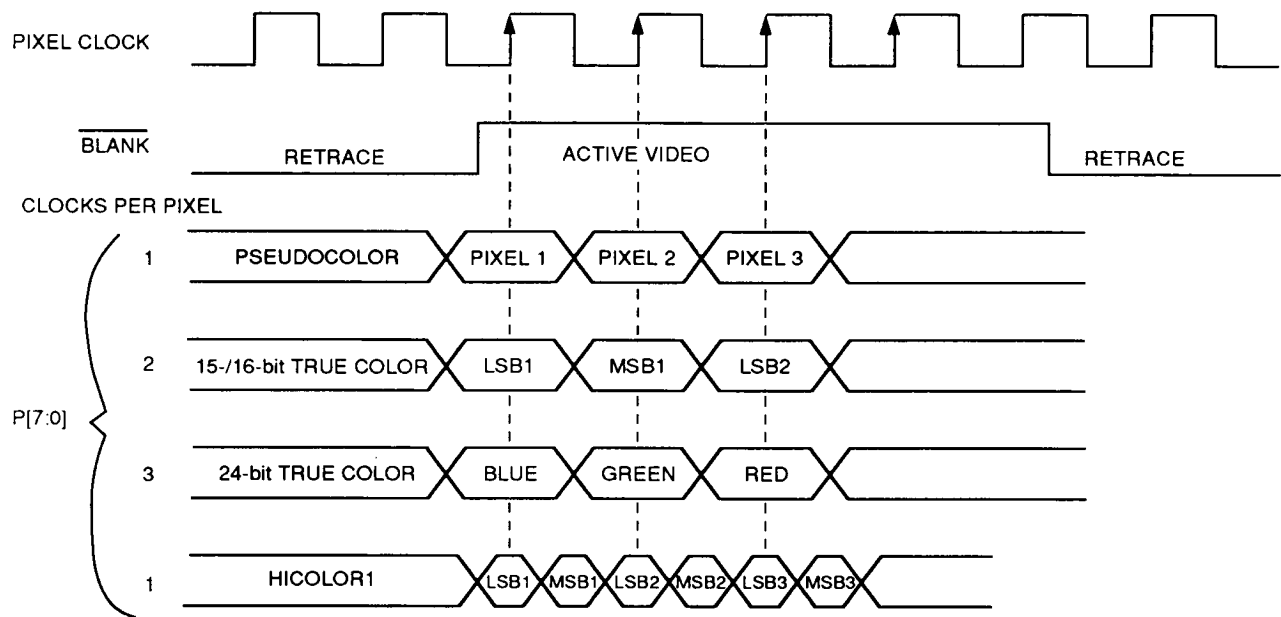 PIXEL CLOCK
BLANK
RETRACE
ACTIVE VIDEO
RETRACE
CLOCKS PER PIXEL
P[7:0]
1
PSEUDOCOLOR
PIXEL 1
PIXEL 2
PIXEL 3
2
15-/16-bit TRUE COLOR
LSB1
MSB1
LSB2
3
24-bit TRUE COLOR
BLUE
GREEN
RED
1
HICOLOR1
LSB1
MSB1
LSB2
MSB2
LSB3
MSB3